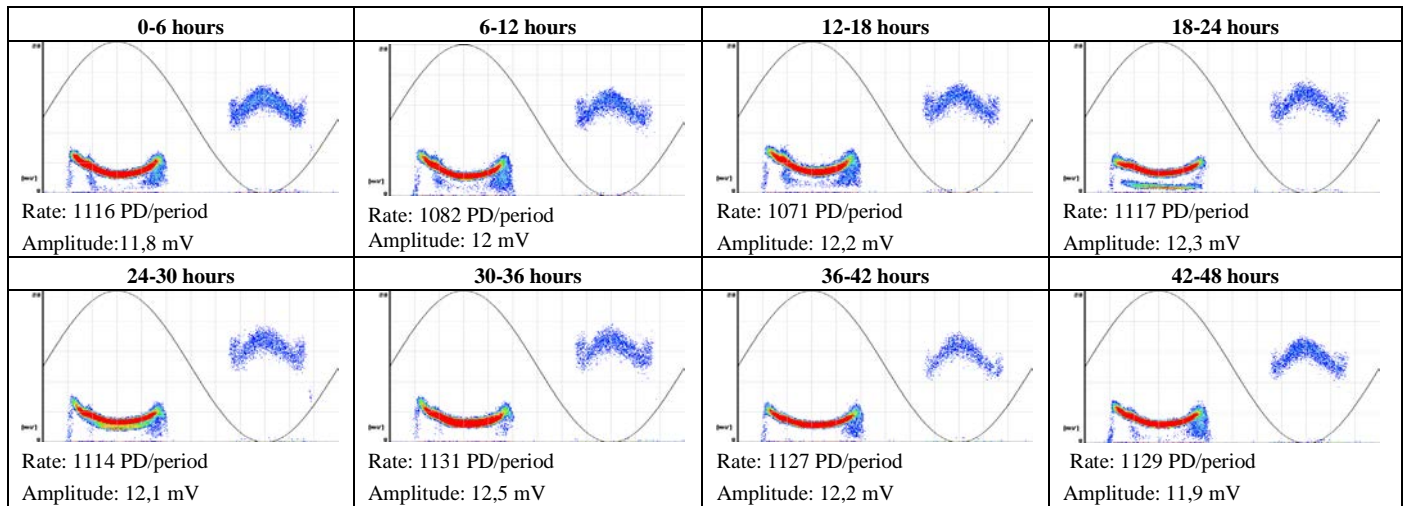 0-6 hours
6-12 hours
12-18 hours
18-24 hours
Rate: 1116 PD/period
Amplitude:11,8 mV
Rate: 1082 PD/period
Amplitude: 12 mV
Rate: 1071 PD/period
Amplitude: 12,2 mV
Rate: 1117 PD/period
Amplitude: 12,3 mV
24-30 hours
30-36 hours
36-42 hours
42-48 hours
Rate: 1114 PD/period
Amplitude: 12,1 mV
Rate: 1131 PD/period
Amplitude: 12,5 mV
Rate: 1127 PD/period
Amplitude: 12,2 mV
Rate: 1129 PD/period
Amplitude: 11,9 mV